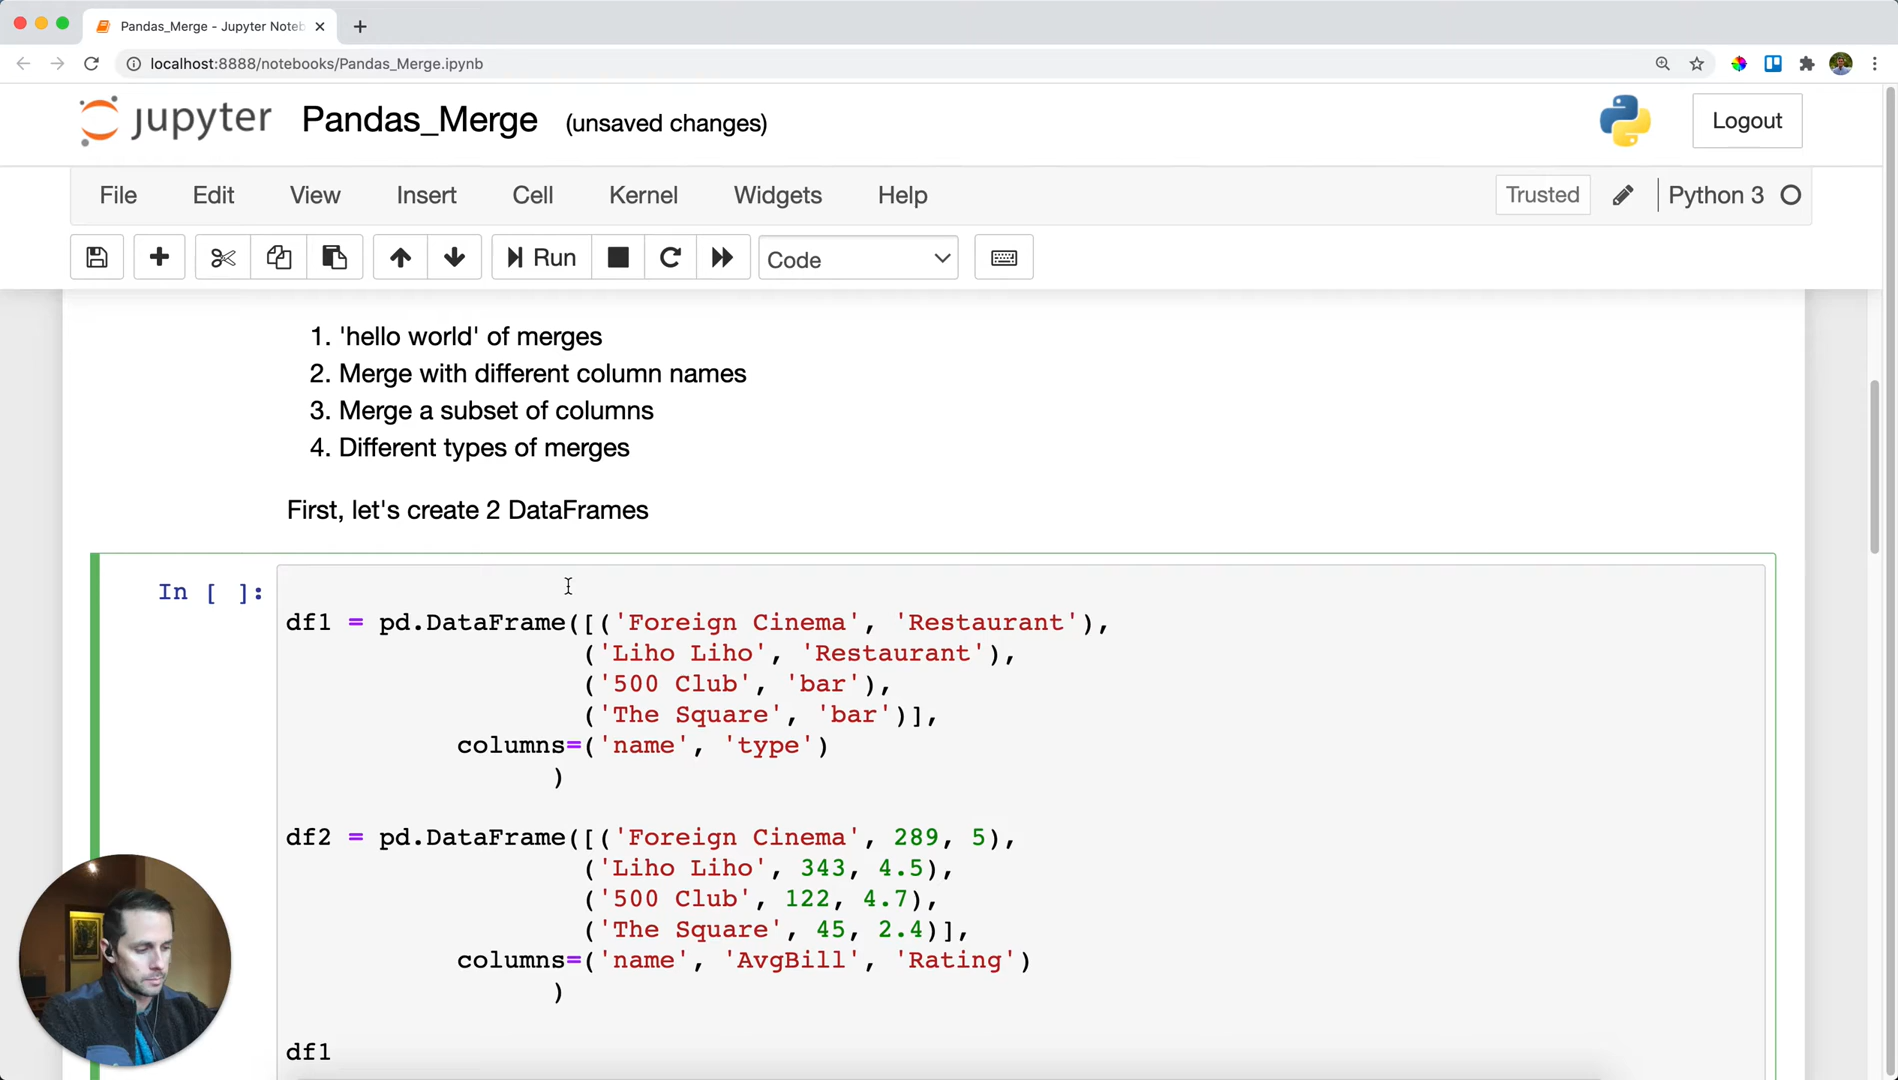 Pandas_Merge - Jupyter Noteb
localhost:8888/notebooks/Pandas_Merge.ipynb
jupyter Pandas_Merge (unsaved changes) Logout
File Edit View Insert Cell Kernel Widgets Help Trusted Python 3
Run Code
1. 'hello world' of merges
2. Merge with different column names
3. Merge a subset of columns
4. Different types of merges
First, let's create 2 DataFrames
In [ ]:
df1 = pd.DataFrame([('Foreign Cinema', 'Restaurant'),
('Liho Liho', 'Restaurant'),
('500 Club', 'bar'),
('The Square', 'bar')],
columns=('name', 'type')
)
df2 = pd.DataFrame([('Foreign Cinema', 289, 5),
('Liho Liho', 343, 4.5),
('500 Club', 122, 4.7),
('The Square', 45, 2.4)],
columns=('name', 'AvgBill', 'Rating')
)
df1